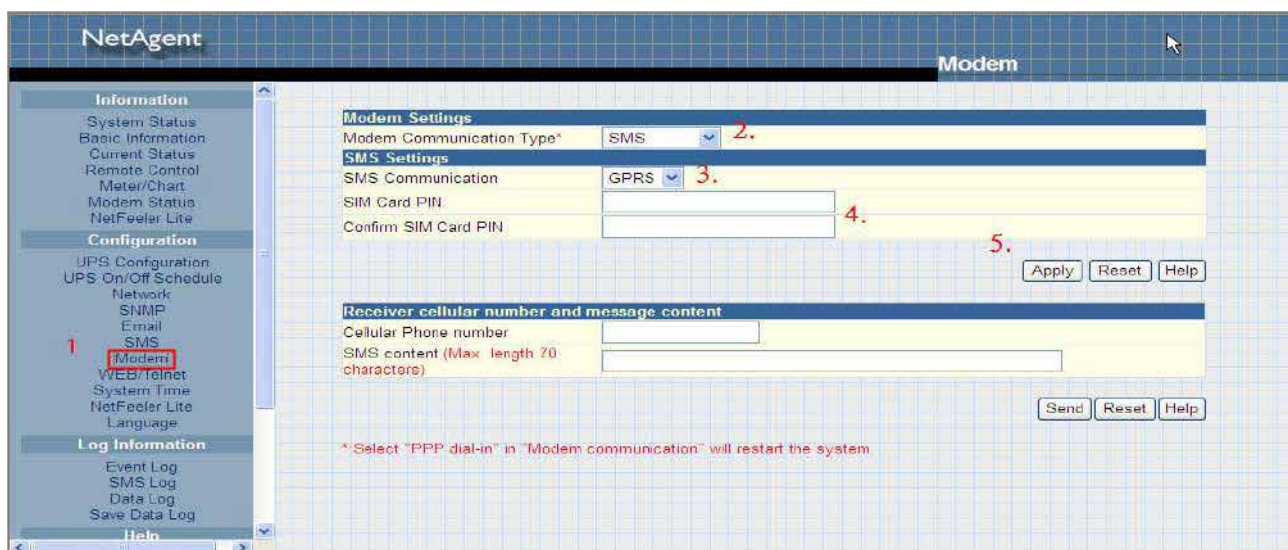 NetAgent
Modem
Information
System Status
Basic Information
Current Status
Remote Control
Meter/Chart
Modem Status
NetFeeler Lite
Configuration
UPS Configuration
UPS On/Off Schedule
Network
SNMP
Email
SMS
1
Modem
WEB/Telnet
System Time
NetFeeler Lite
Language
Log Information
Event Log
SMS Log
Data Log
Save Data Log
Help
Modem Settings
Modem Communication Type* SMS 2.
SMS Settings
SMS Communication GPRS 3.
SIM Card PIN
4.
Confirm SIM Card PIN
5.
Apply Reset Help
Receiver cellular number and message content
Cellular Phone number
SMS content (Max. length 70
characters)
Send Reset Help
* Select "PPP dial-in" in "Modem communication" will restart the system